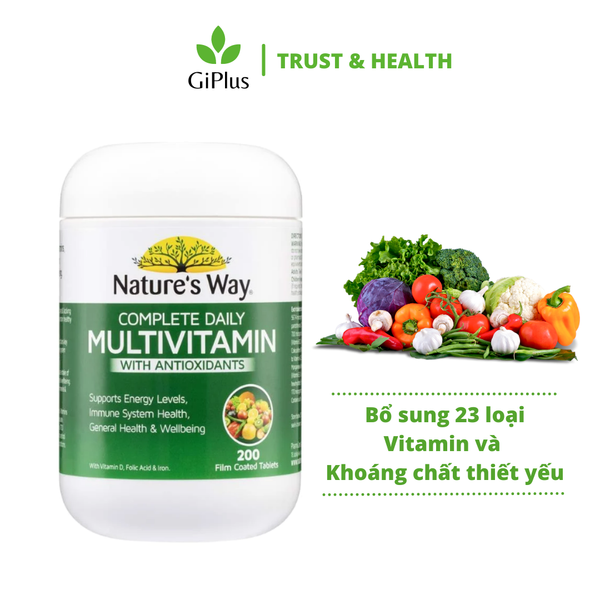 GiPlus
TRUST & HEALTH
Nature's Way
COMPLETE DAILY
MULTIVITAMIN
WITH ANTIOXIDANTS
Supports Energy Levels,
Immune System Health,
General Health & Wellbeing
200
Film Coated Tablets
With Vitamin D, Folic Acid & Iron.
Bổ sung 23 loại
Vitamin và
Khoáng chất thiết yếu